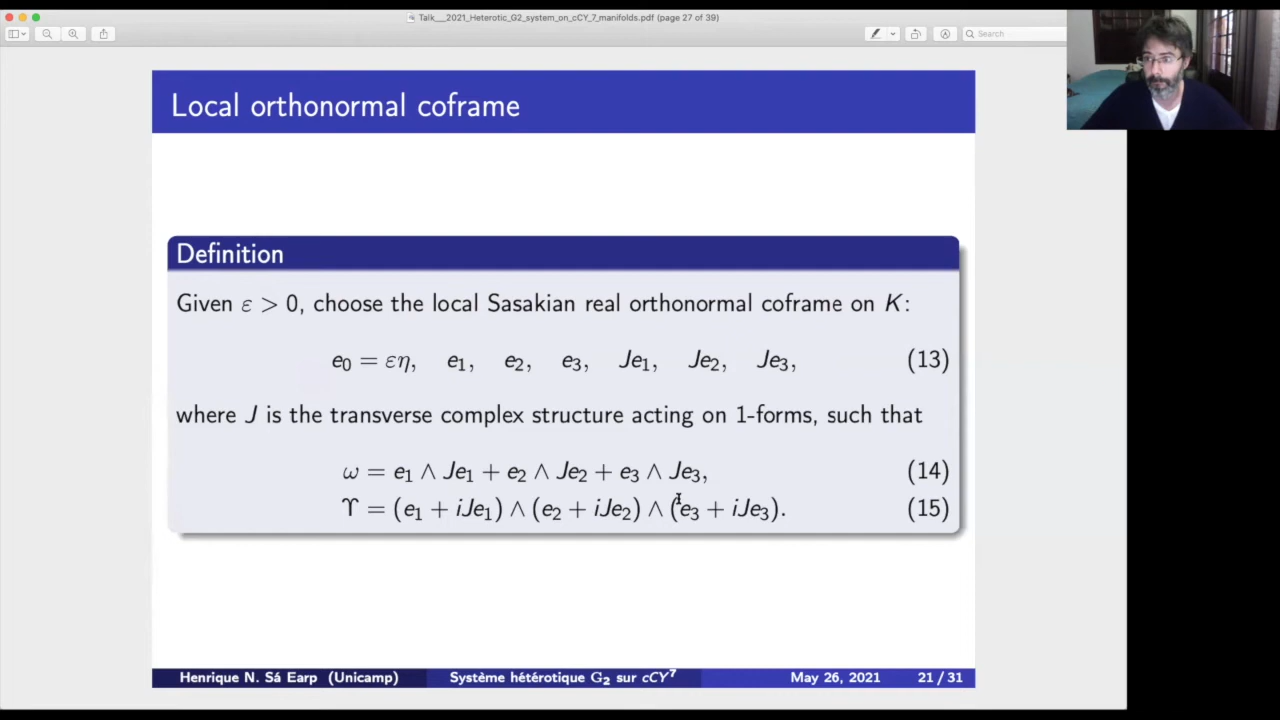 Talk__2021_Heterotic_G2_system_on_cCY_7_manifolds.pdf (page 27 of 39)
Search
Local orthonormal coframe
Definition
Given ε > 0, choose the local Sasakian real orthonormal coframe on K:
e₀ = εη, e₁, e₂, e₃, Je₁, Je₂, Je₃, (13)
where J is the transverse complex structure acting on 1-forms, such that
ω = e₁ ∧ Je₁ + e₂ ∧ Je₂ + e₃ ∧ Je₃, (14)
ϒ = (e₁ + iJe₁) ∧ (e₂ + iJe₂) ∧ (e₃ + iJe₃). (15)
Henrique N. Sá Earp (Unicamp) Système hétérotique G₂ sur cCY⁷ May 26, 2021 21 / 31